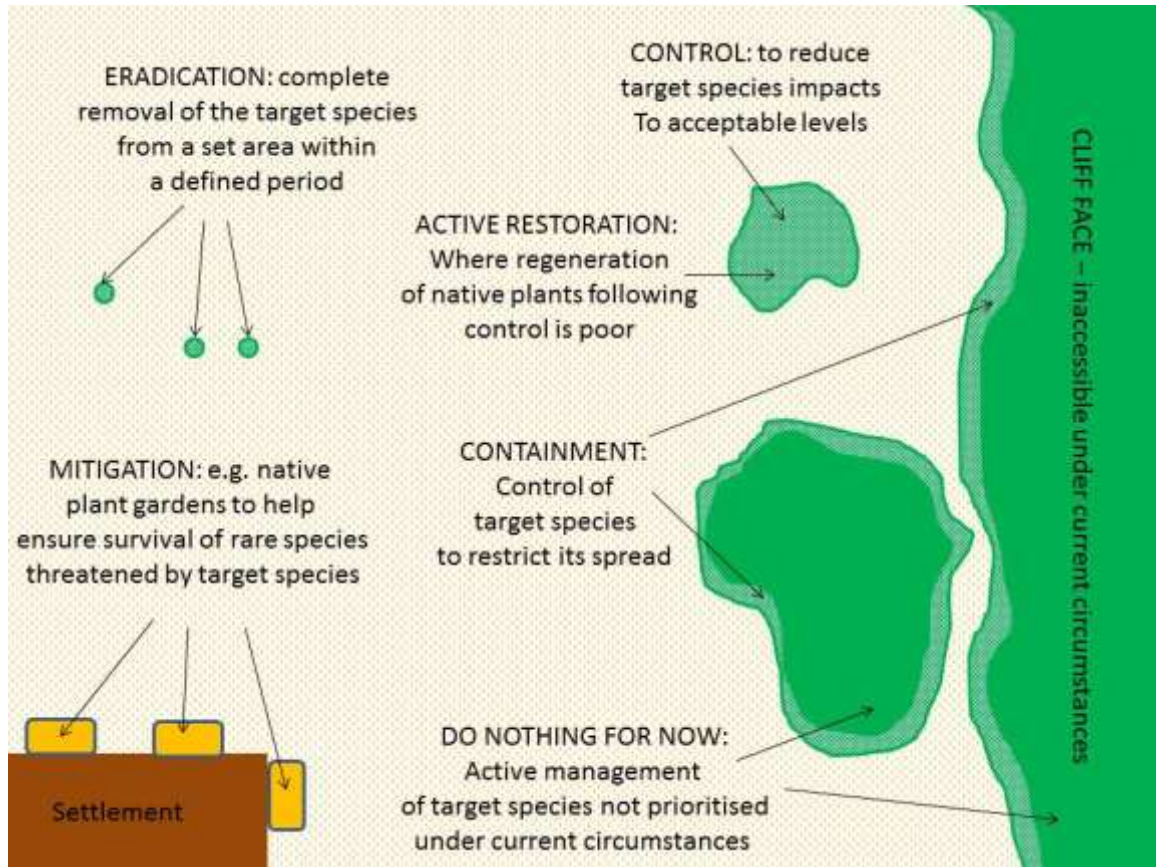 ERADICATION: complete
removal of the target species
from a set area within
a defined period
CONTROL: to reduce
target species impacts
To acceptable levels
ACTIVE RESTORATION:
Where regeneration
of native plants following
control is poor
MITIGATION: e.g. native
plant gardens to help
ensure survival of rare species
threatened by target species
CONTAINMENT:
Control of
target species
to restrict its spread
DO NOTHING FOR NOW:
Active management
of target species not prioritised
under current circumstances
Settlement
CLIFF FACE – inaccessible under current circumstances